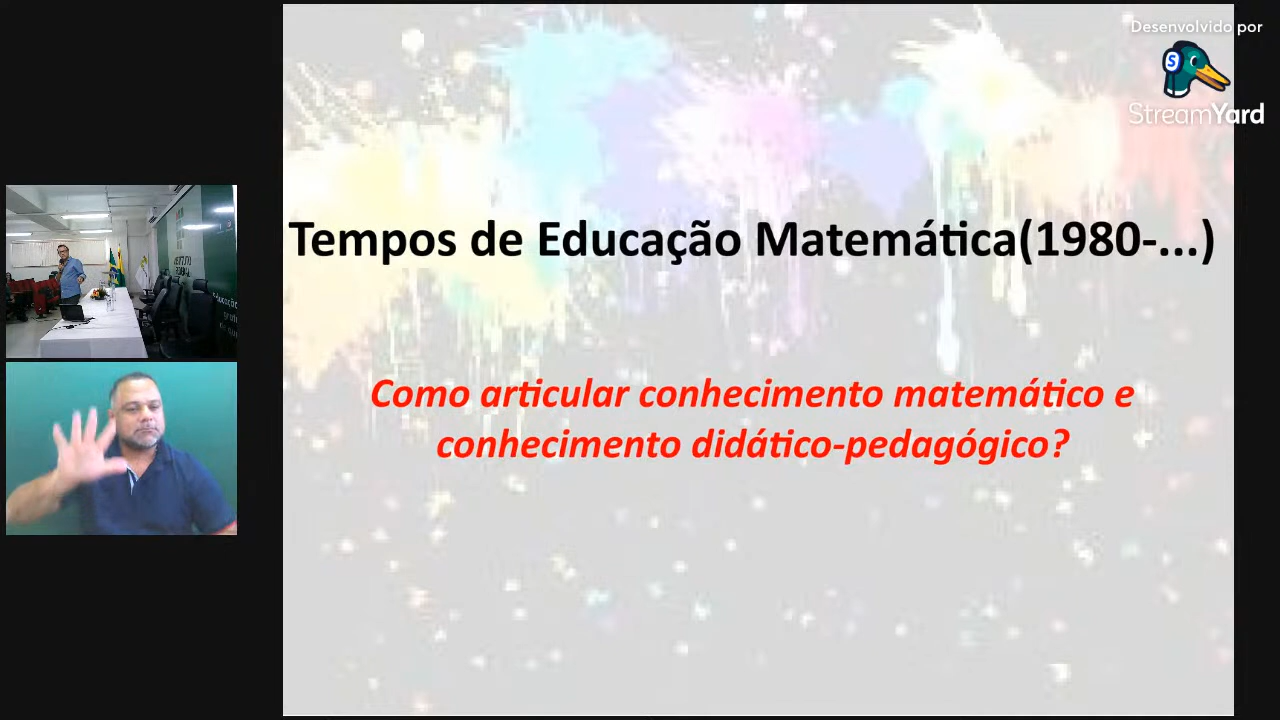 Desenvolvido por
StreamYard
Tempos de Educação Matemática(1980-...)
Como articular conhecimento matemático e
conhecimento didático-pedagógico?